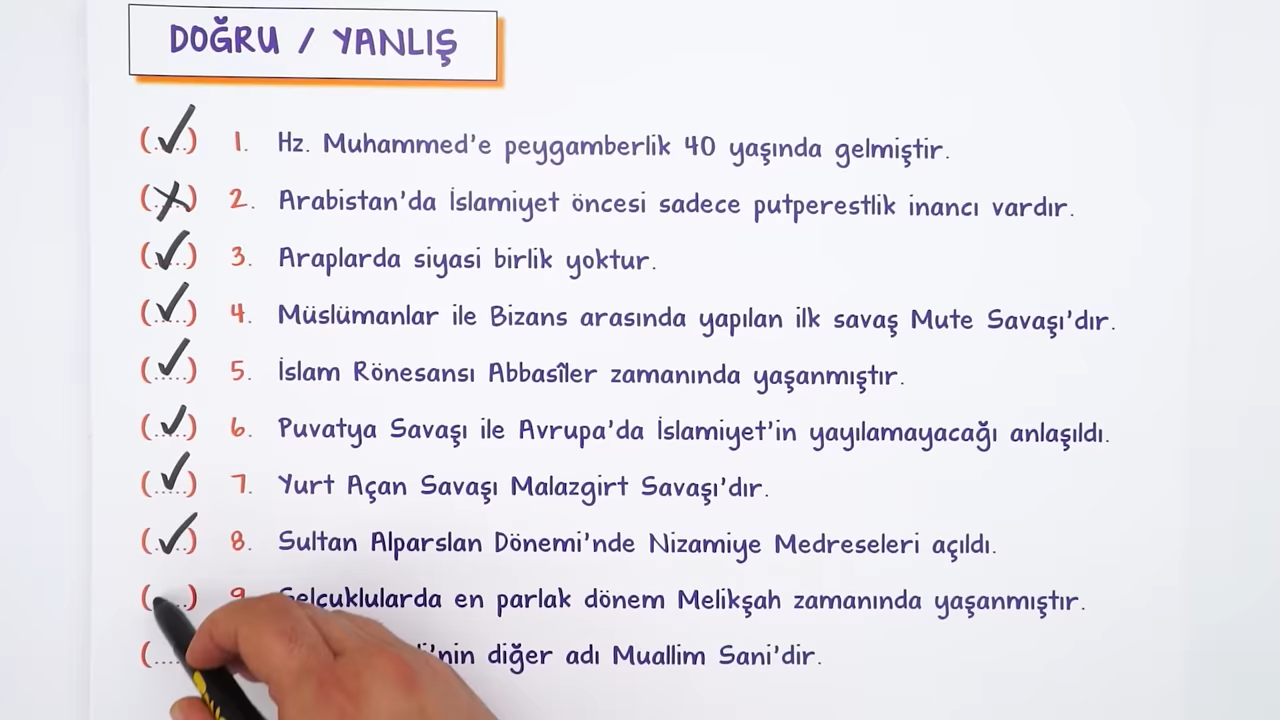 DOĞRU / YANLIŞ
(.✓.) 1. Hz. Muhammed'e peygamberlik 40 yaşında gelmiştir.
(.X.) 2. Arabistan'da İslamiyet öncesi sadece putperestlik inancı vardır.
(.✓.) 3. Araplarda siyasi birlik yoktur.
(.✓.) 4. Müslümanlar ile Bizans arasında yapılan ilk savaş Mute Savaşı'dır.
(.✓.) 5. İslam Rönesansı Abbasîler zamanında yaşanmıştır.
(.✓.) 6. Puvatya Savaşı ile Avrupa'da İslamiyet'in yayılamayacağı anlaşıldı.
(.✓.) 7. Yurt Açan Savaşı Malazgirt Savaşı'dır.
(.✓.) 8. Sultan Alparslan Dönemi'nde Nizamiye Medreseleri açıldı.
(.....) 9. Selçuklularda en parlak dönem Melikşah zamanında yaşanmıştır.
(.... diğer adı Muallim Sani'dir.